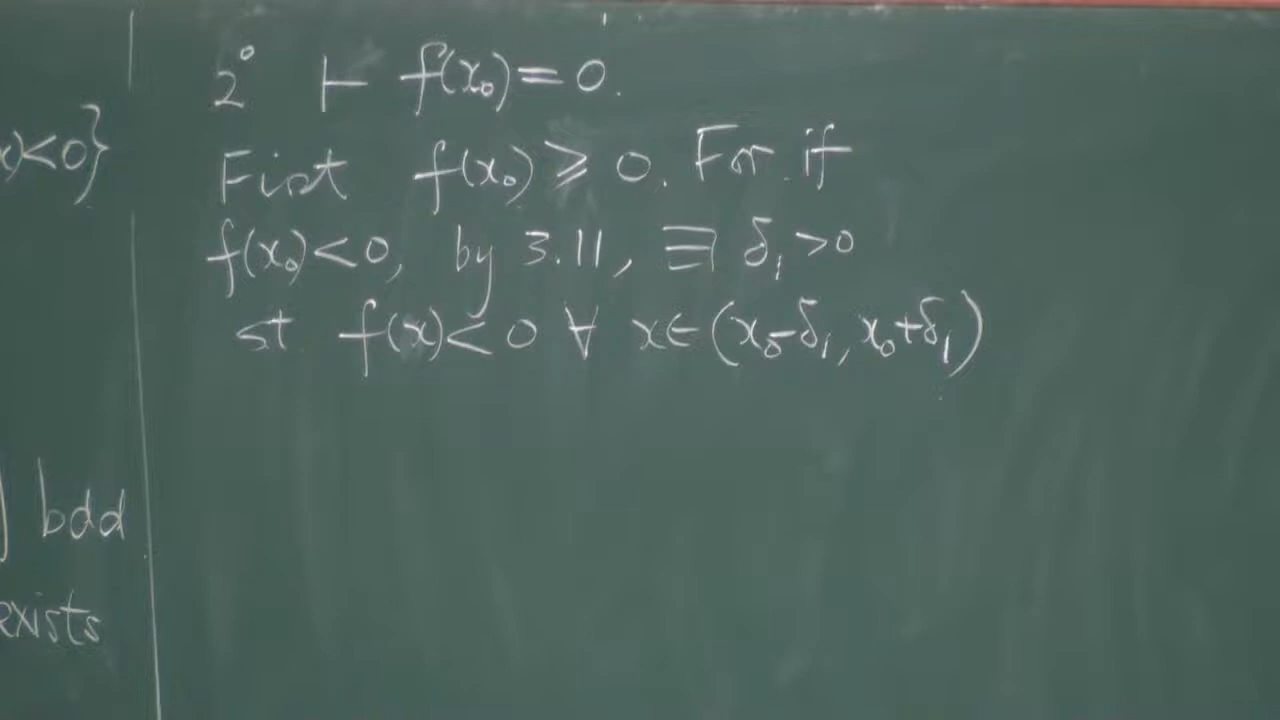 x)<0}
] bdd
exists
2° ⊢ f(x₀)=0.
First f(x₀)⩾0. For if
f(x₀)<0, by 3.11, ∃ δ₁>0
st f(x)<0 ∀ x∈(x₀-δ₁, x₀+δ₁)